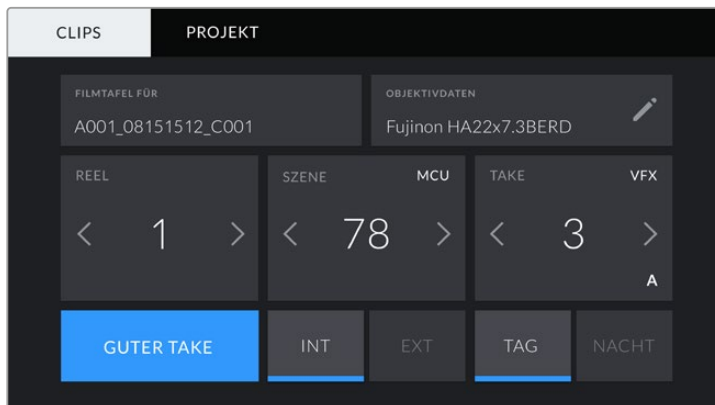 CLIPS PROJEKT
FILMTAFEL FÜR OBJEKTIVDATEN
A001_08151512_C001 Fujinon HA22x7.3BERD
REEL SZENE MCU TAKE VFX
< 1 > < 78 > < 3 >
A
GUTER TAKE INT EXT TAG NACHT